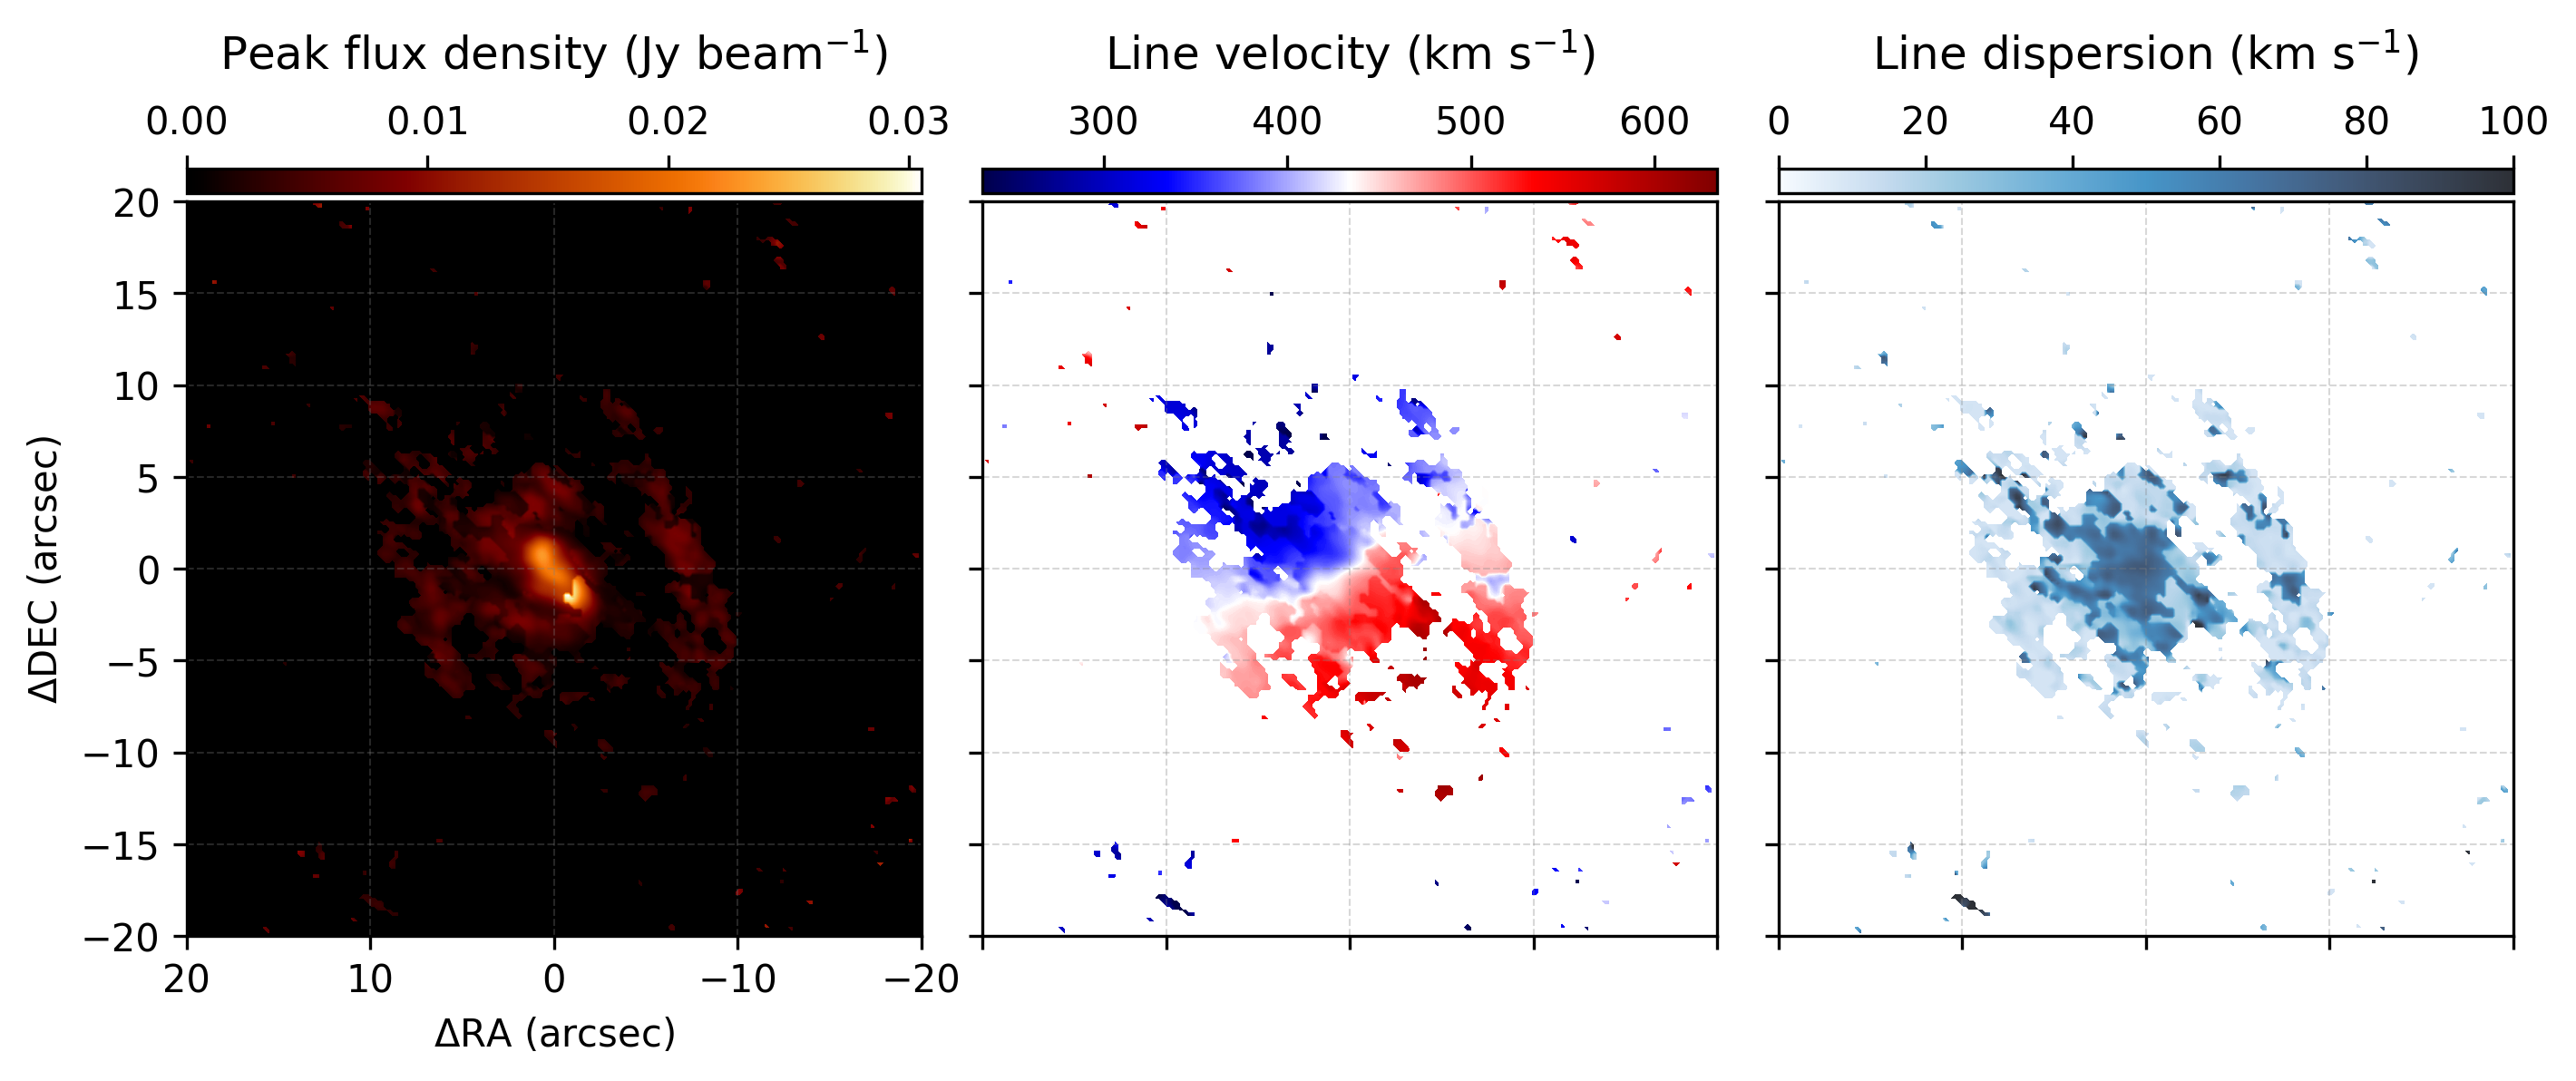 Peak flux density (Jy beam⁻¹)
Line velocity (km s⁻¹)
Line dispersion (km s⁻¹)
0.00 0.01 0.02 0.03
300 400 500 600
0 20 40 60 80 100
20
15
10
5
0
−5
−10
−15
−20
ΔDEC (arcsec)
20 10 0 −10 −20
ΔRA (arcsec)